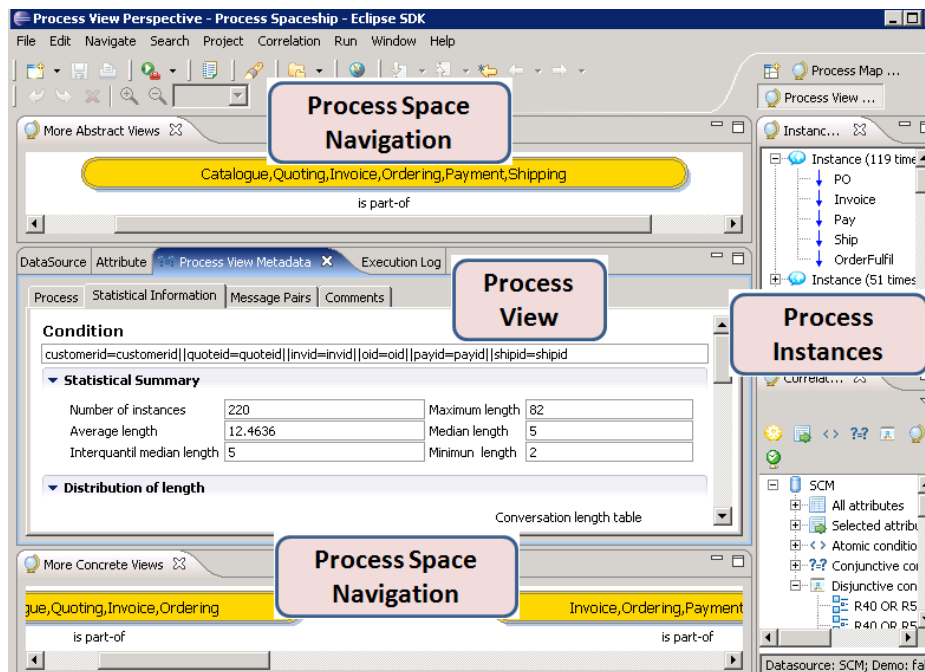 Process View Perspective - Process Spaceship - Eclipse SDK
File Edit Navigate Search Project Correlation Run Window Help
Process Map ...
Process View ...
Process Space
Navigation
More Abstract Views
Catalogue,Quoting,Invoice,Ordering,Payment,Shipping
is part-of
Instanc...
Instance (119 time
PO
Invoice
Pay
Ship
OrderFulfil
Instance (51 times
DataSource Attribute Process View Metadata Execution Log
Process
View
Process Statistical Information Message Pairs Comments
Process
Instances
Condition
customerid=customerid||quoteid=quoteid||invid=invid||oid=oid||payid=payid||shipid=shipid
Statistical Summary
Number of instances 220 Maximum length 82
Average length 12.4636 Median length 5
Interquantil median length 5 Minimun length 2
Distribution of length
Conversation length table
Correlat...
SCM
All attributes
Selected attribu
Atomic conditio
Conjunctive co
Disjunctive con
R40 OR R5
R40 OR R5
More Concrete Views
Process Space
Navigation
gue,Quoting,Invoice,Ordering
is part-of
Invoice,Ordering,Payment
is part-of
Datasource: SCM; Demo: fa